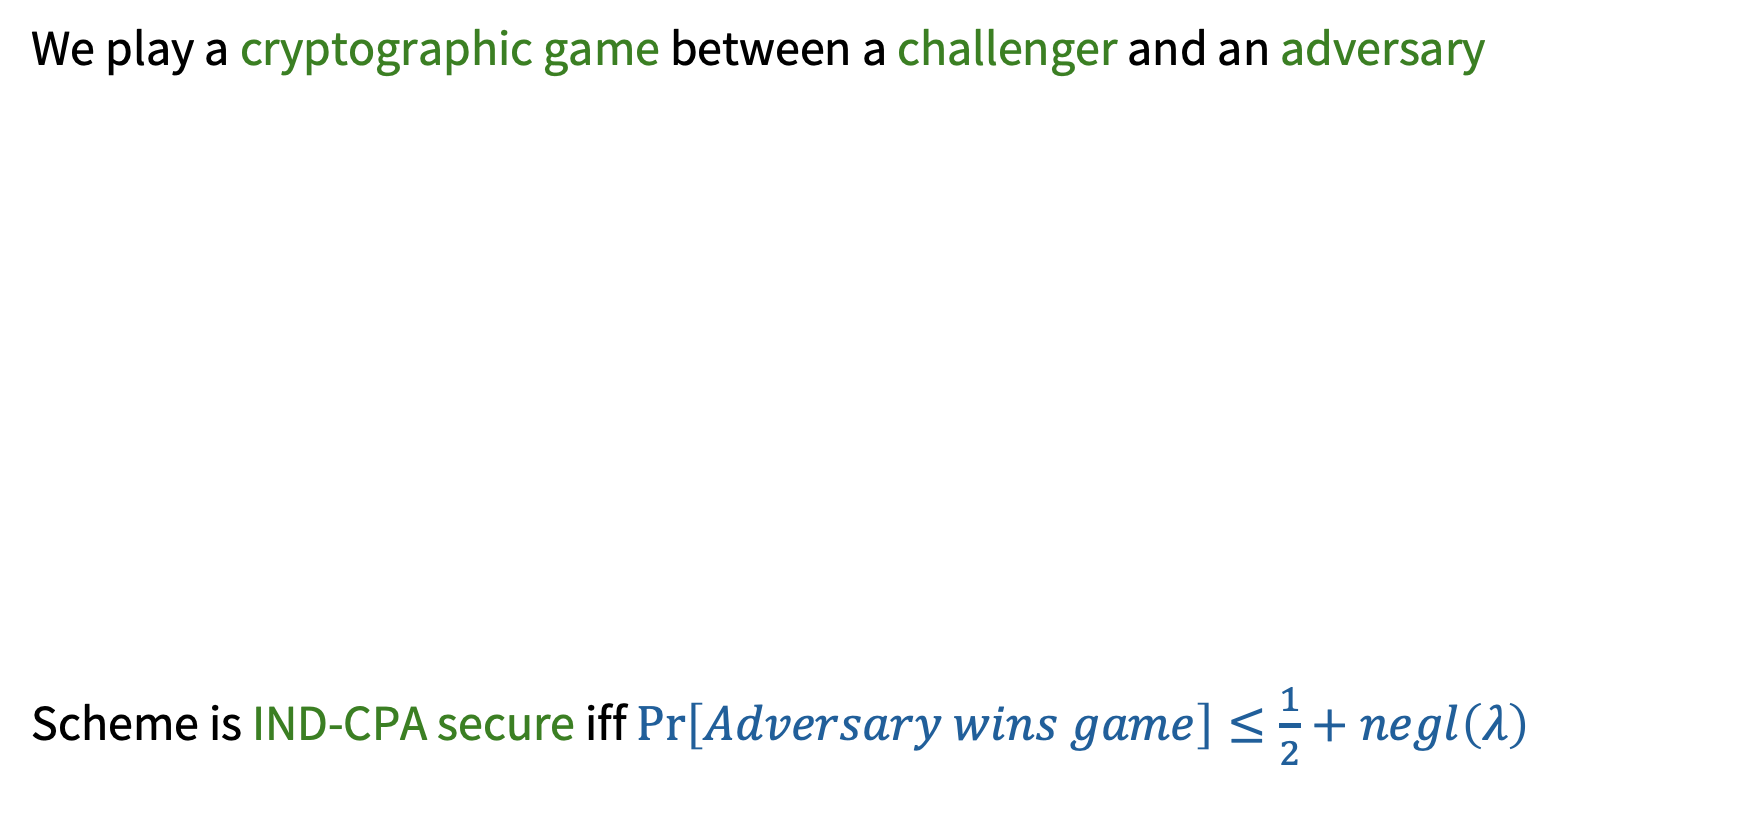 We play a cryptographic game between a challenger and an adversary
Scheme is IND-CPA secure iff Pr[Adversary wins game] ≤ 1/2 + negl(λ)